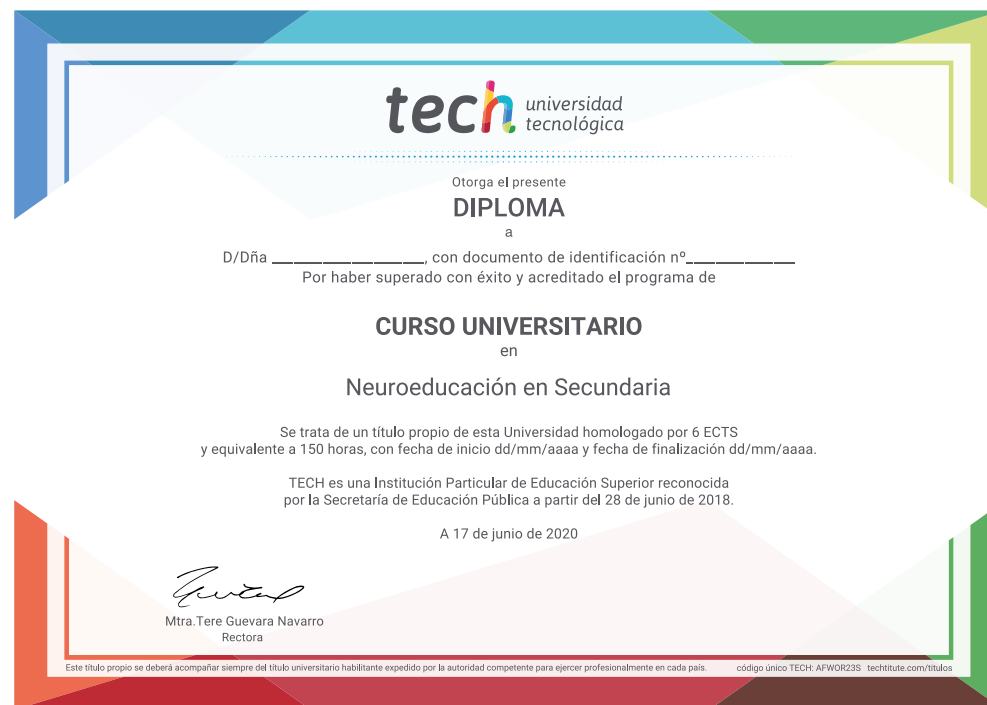 tech universidad
tecnológica
Otorga el presente
DIPLOMA
a
D/Dña ____________________, con documento de identificación nº______________
Por haber superado con éxito y acreditado el programa de
CURSO UNIVERSITARIO
en
Neuroeducación en Secundaria
Se trata de un título propio de esta Universidad homologado por 6 ECTS
y equivalente a 150 horas, con fecha de inicio dd/mm/aaaa y fecha de finalización dd/mm/aaaa.
TECH es una Institución Particular de Educación Superior reconocida
por la Secretaría de Educación Pública a partir del 28 de junio de 2018.
A 17 de junio de 2020
Mtra.Tere Guevara Navarro
Rectora
Este título propio se deberá acompañar siempre del título universitario habilitante expedido por la autoridad competente para ejercer profesionalmente en cada país. código único TECH: AFWOR23S techtitute.com/titulos